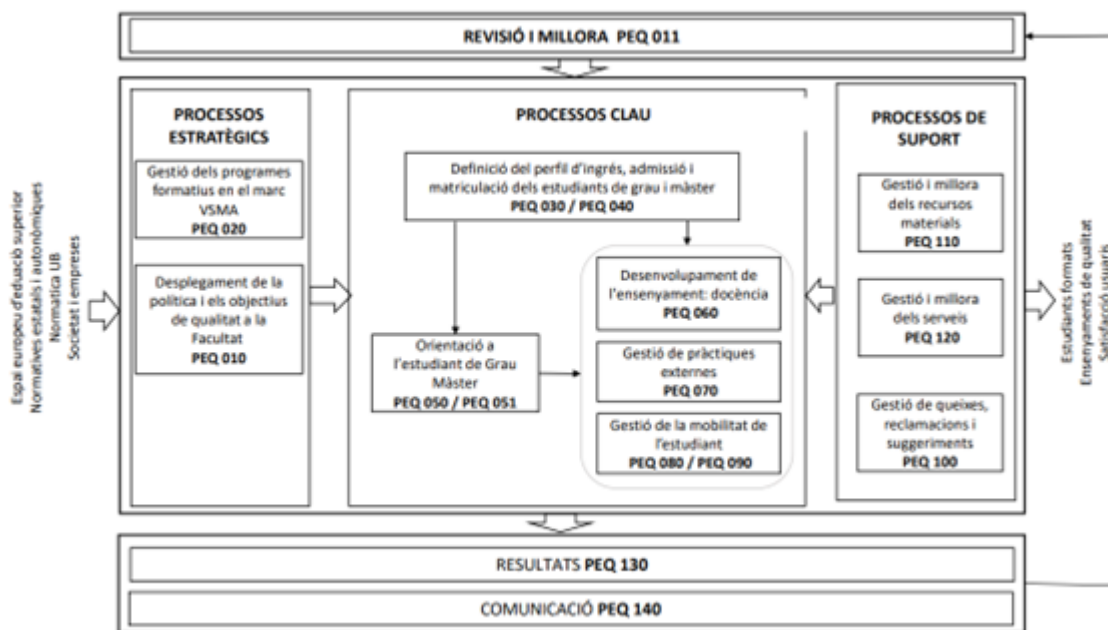 REVISIÓ I MILLORA PEQ 011
Espai europeu d'eduació superior
Normatives estatals i autonòmiques
Normatica UB
Societat i empreses
PROCESSOS
ESTRATÈGICS
Gestió dels programes
formatius en el marc
VSMA
PEQ 020
Desplegament de la
política i els objectius
de qualitat a la
Facultat
PEQ 010
PROCESSOS CLAU
Definició del perfil d'ingrés, admissió i
matriculació dels estudiants de grau i màster
PEQ 030 / PEQ 040
Orientació a
l'estudiant de Grau
Màster
PEQ 050 / PEQ 051
Desenvolupament de
l'ensenyament: docència
PEQ 060
Gestió de pràctiques
externes
PEQ 070
Gestió de la mobilitat de
l'estudiant
PEQ 080 / PEQ 090
PROCESSOS DE
SUPORT
Gestió i millora
dels recursos
materials
PEQ 110
Gestió i millora
dels serveis
PEQ 120
Gestió de queixes,
reclamacions i
suggeriments
PEQ 100
Estudiants formats
Ensenyaments de qualitat
Satisfacció usuaris
RESULTATS PEQ 130
COMUNICACIÓ PEQ 140